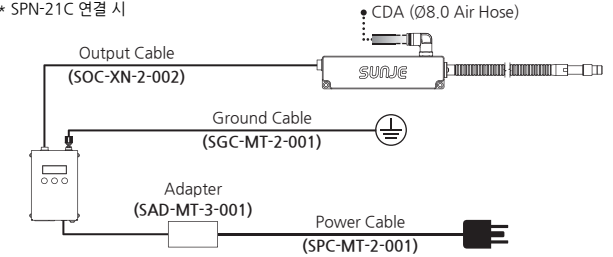 * SPN-21C 연결 시
CDA (Ø8.0 Air Hose)
Output Cable
(SOC-XN-2-002)
SUNJE
Ground Cable
(SGC-MT-2-001)
Adapter
(SAD-MT-3-001)
Power Cable
(SPC-MT-2-001)